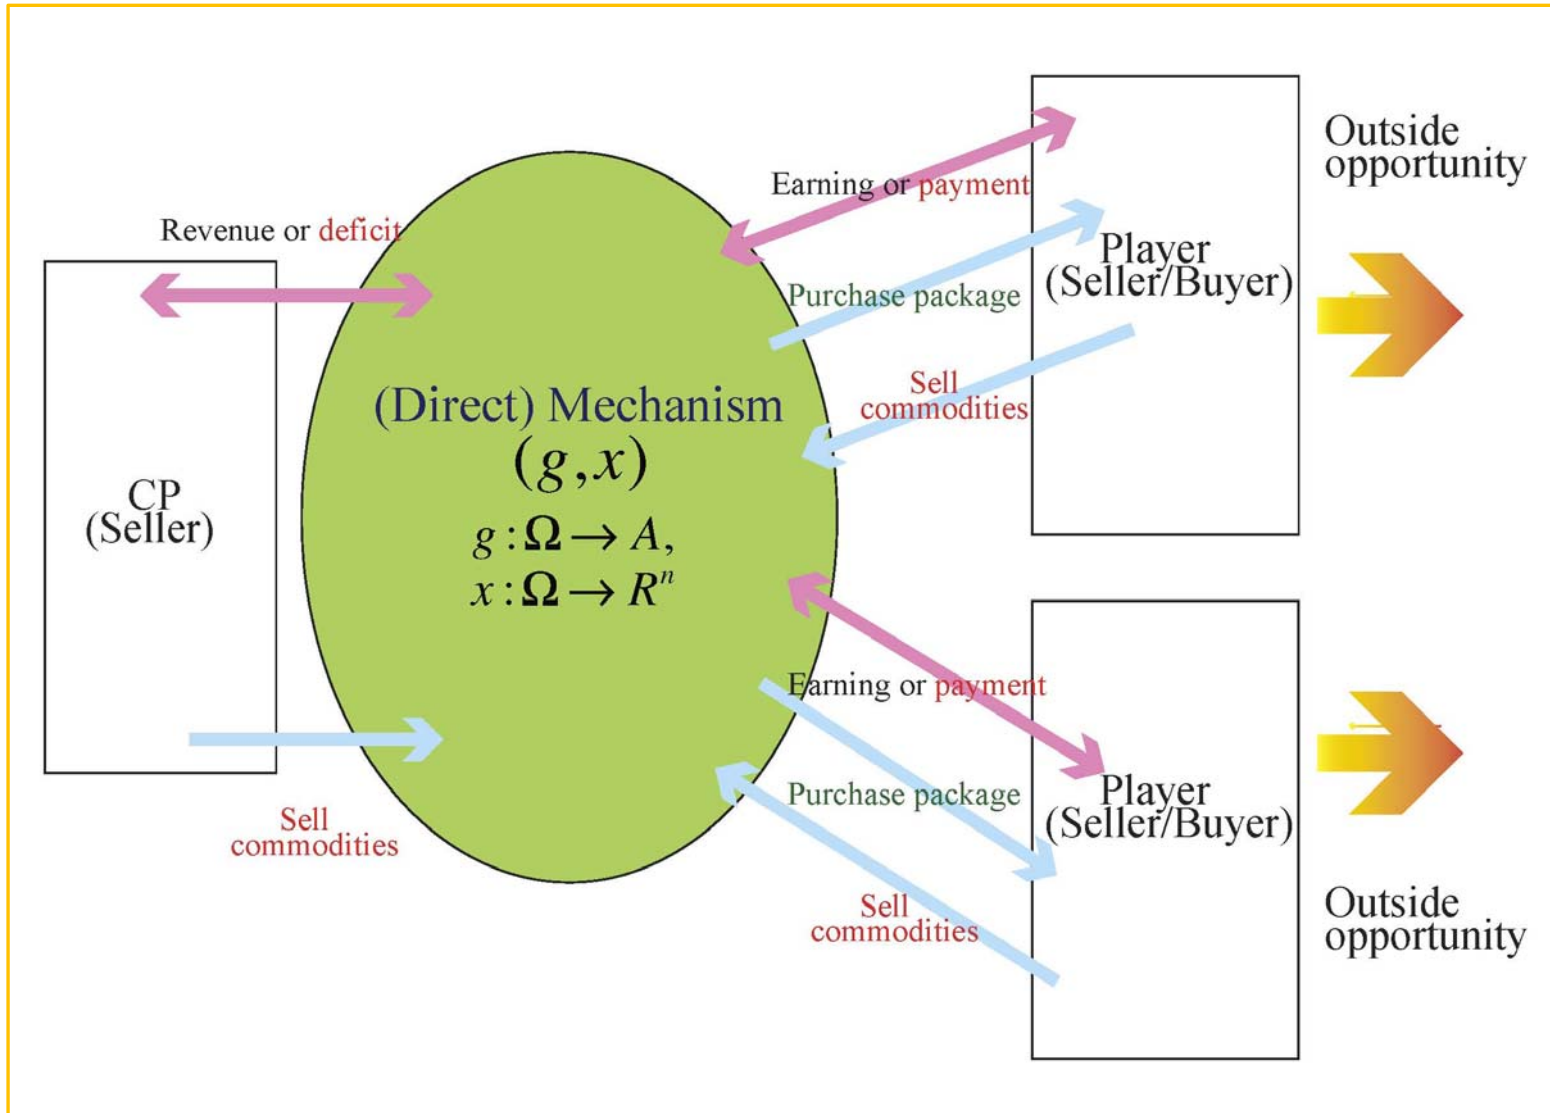 Revenue or deficit
CP
(Seller)
Sell
commodities
(Direct) Mechanism
(g,x)
g : Ω → A,
x : Ω → Rⁿ
Earning or payment
Purchase package
Sell
commodities
Player
(Seller/Buyer)
Outside
opportunity
Earning or payment
Purchase package
Sell
commodities
Player
(Seller/Buyer)
Outside
opportunity